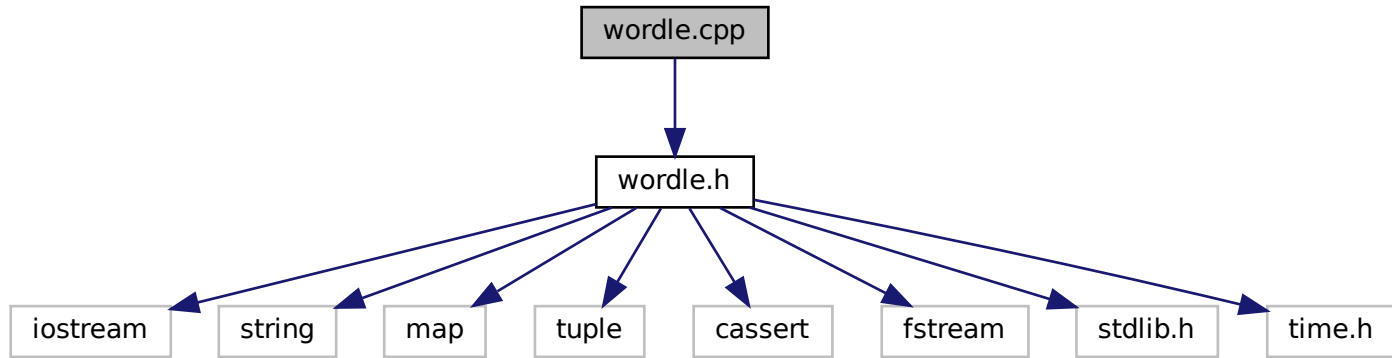 wordle.cpp
wordle.h
iostream
string
map
tuple
cassert
fstream
stdlib.h
time.h